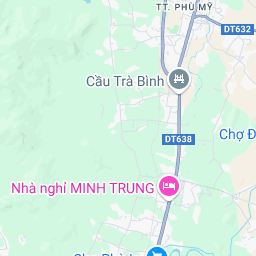 TT. PHÙ MỸ
DT632
Cầu Trà Bình
DT638
Chợ Đ
Nhà nghỉ MINH TRUNG